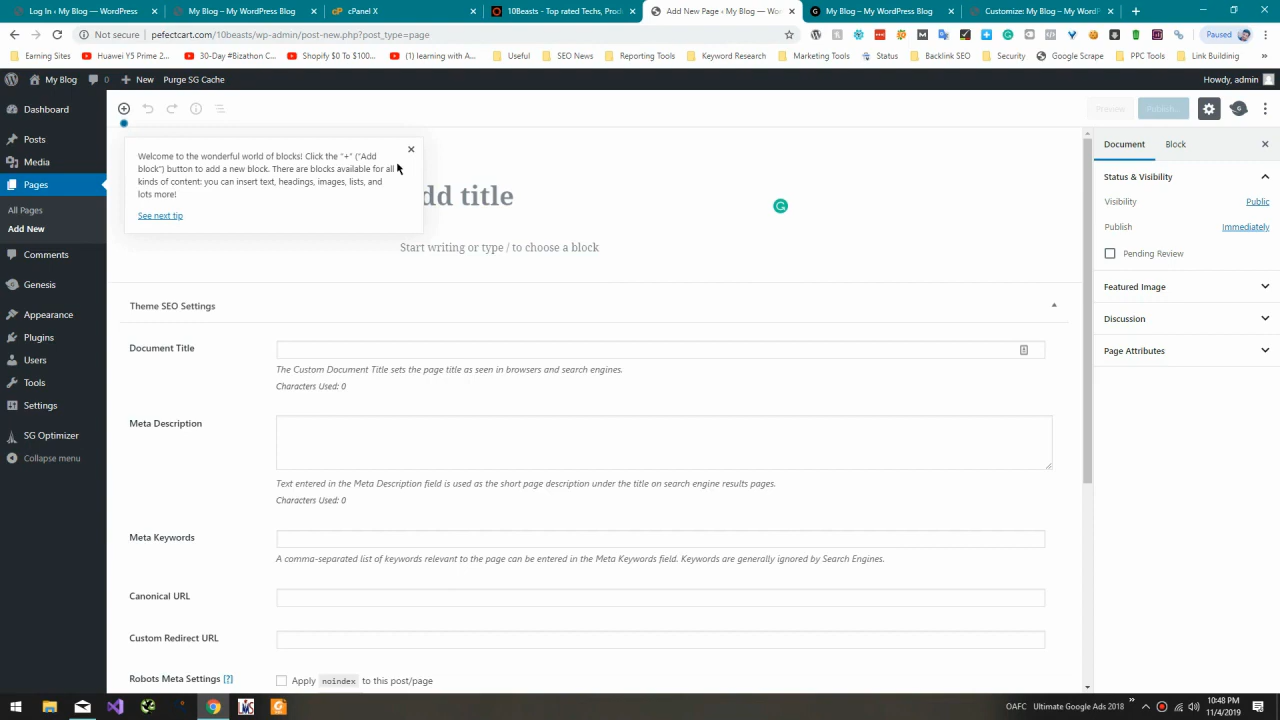 Log In ‹ My Blog — WordPress
My Blog – My WordPress Blog
cPanel X
10Beasts - Top rated Techs, Produ
Add New Page ‹ My Blog — Word
My Blog – My WordPress Blog
Customize: My Blog – My WordP
Not secure
pefectcart.com/10beasts/wp-admin/post-new.php?post_type=page
Paused
Earning Sites
Huawei Y5 Prime 2...
30-Day #Bizathon C...
Shopify $0 To $100...
(1) learning with A...
Useful
SEO News
Reporting Tools
Keyword Research
Marketing Tools
Status
Backlink SEO
Security
Google Scrape
PPC Tools
Link Building
»
My Blog
0
New
Purge SG Cache
Howdy, admin
Dashboard
Posts
Media
Pages
All Pages
Add New
Comments
Genesis
Appearance
Plugins
Users
Tools
Settings
SG Optimizer
Collapse menu
Preview
Publish...
Welcome to the wonderful world of blocks! Click the “+” (“Add
block”) button to add a new block. There are blocks available for all
kinds of content: you can insert text, headings, images, lists, and
lots more!
See next tip
dd title
Start writing or type / to choose a block
Theme SEO Settings
Document Title
The Custom Document Title sets the page title as seen in browsers and search engines.
Characters Used: 0
Meta Description
Text entered in the Meta Description field is used as the short page description under the title on search engine results pages.
Characters Used: 0
Meta Keywords
A comma-separated list of keywords relevant to the page can be entered in the Meta Keywords field. Keywords are generally ignored by Search Engines.
Canonical URL
Custom Redirect URL
Robots Meta Settings [?]
Apply noindex to this post/page
Document
Block
Status & Visibility
Visibility
Public
Publish
Immediately
Pending Review
Featured Image
Discussion
Page Attributes
OAFC
Ultimate Google Ads 2018
»
10:48 PM
11/4/2019